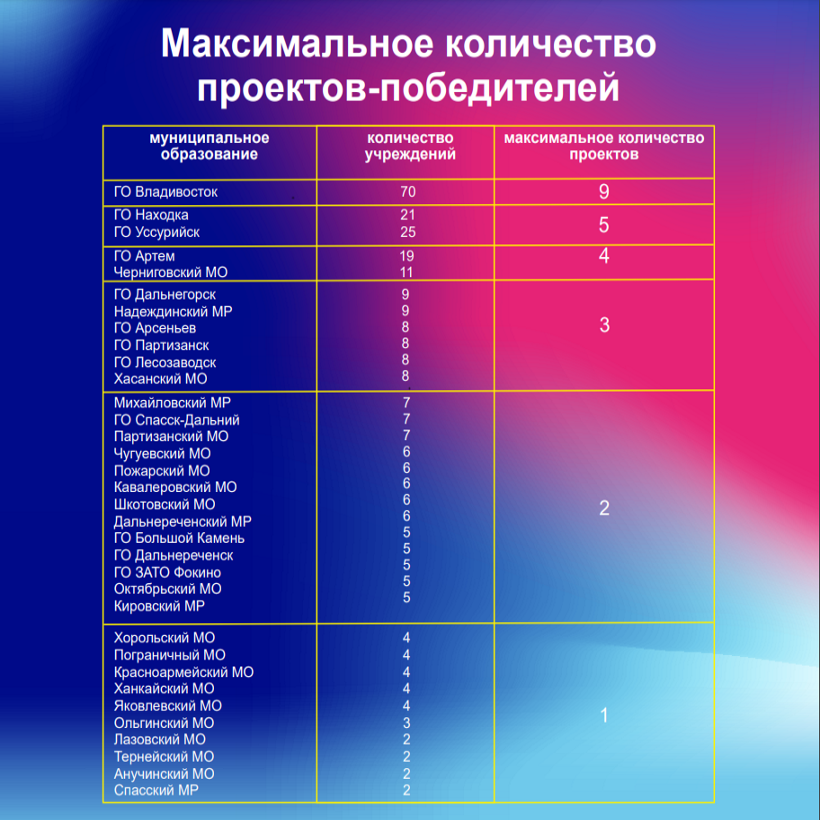 Максимальное количество
проектов-победителей
муниципальное образование количество учреждений максимальное количество проектов
ГО Владивосток 70 9
ГО Находка 21
ГО Уссурийск 25 5
ГО Артем 19 4
Черниговский МО 11
ГО Дальнегорск 9
Надеждинский МР 9
ГО Арсеньев 8 3
ГО Партизанск 8
ГО Лесозаводск 8
Хасанский МО 8
Михайловский МР 7
ГО Спасск-Дальний 7
Партизанский МО 7
Чугуевский МО 6
Пожарский МО 6
Кавалеровский МО 6
Шкотовский МО 6 2
Дальнереченский МР 6
ГО Большой Камень 5
ГО Дальнереченск 5
ГО ЗАТО Фокино 5
Октябрьский МО 5
Кировский МР 5
Хорольский МО 4
Пограничный МО 4
Красноармейский МО 4
Ханкайский МО 4
Яковлевский МО 4
Ольгинский МО 3 1
Лазовский МО 2
Тернейский МО 2
Анучинский МО 2
Спасский МР 2